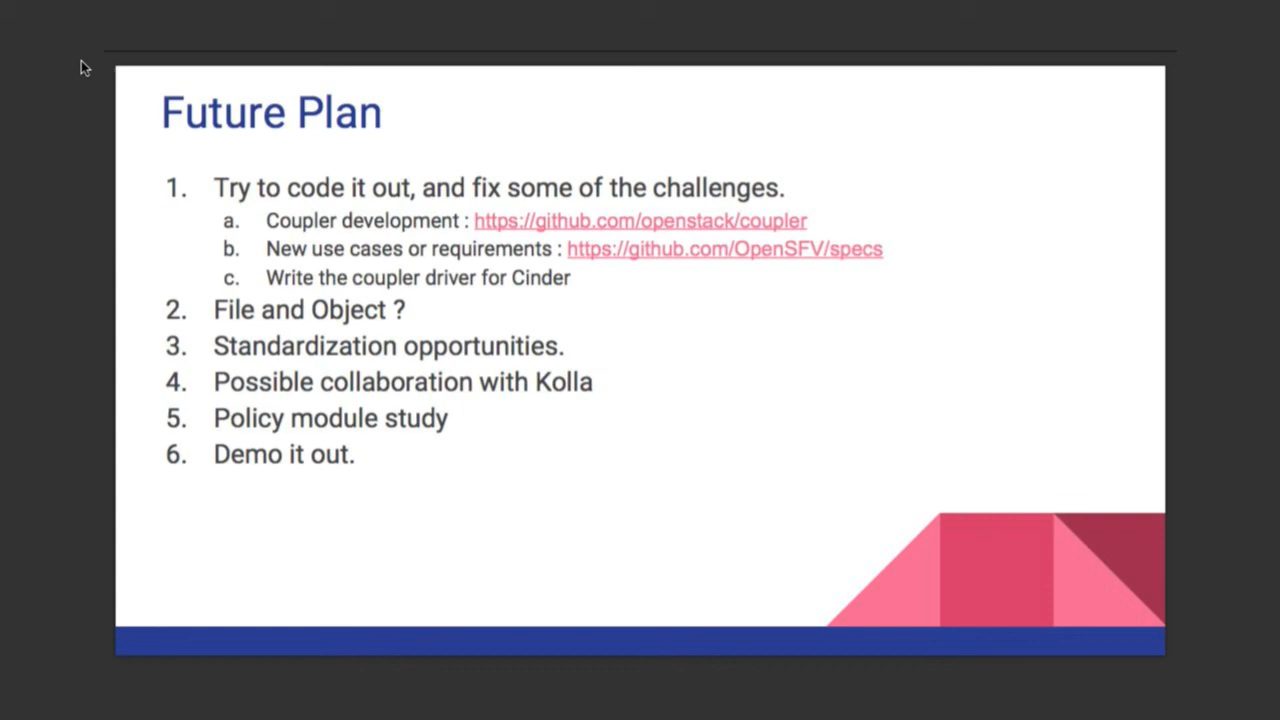 Future Plan
1. Try to code it out, and fix some of the challenges.
a. Coupler development : https://github.com/openstack/coupler
b. New use cases or requirements : https://github.com/OpenSFV/specs
c. Write the coupler driver for Cinder
2. File and Object ?
3. Standardization opportunities.
4. Possible collaboration with Kolla
5. Policy module study
6. Demo it out.